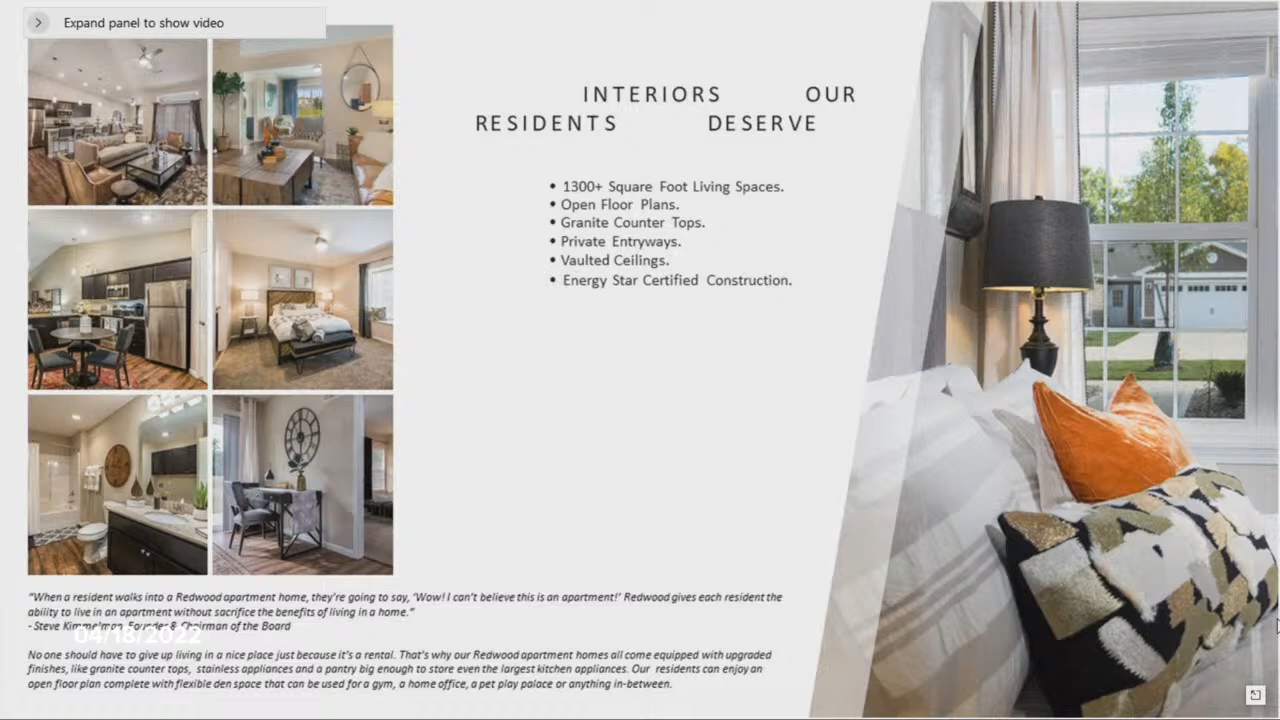 Expand panel to show video
INTERIORS OUR
RESIDENTS DESERVE
• 1300+ Square Foot Living Spaces.
• Open Floor Plans.
• Granite Counter Tops.
• Private Entryways.
• Vaulted Ceilings.
• Energy Star Certified Construction.
“When a resident walks into a Redwood apartment home, they're going to say, ‘Wow! I can't believe this is an apartment!’ Redwood gives each resident the
ability to live in an apartment without sacrifice the benefits of living in a home.”
- Steve Kimmelman, Founder & Chairman of the Board
04/18/2022
No one should have to give up living in a nice place just because it's a rental. That's why our Redwood apartment homes all come equipped with upgraded
finishes, like granite counter tops, stainless appliances and a pantry big enough to store even the largest kitchen appliances. Our residents can enjoy an
open floor plan complete with flexible den space that can be used for a gym, a home office, a pet play palace or anything in-between.